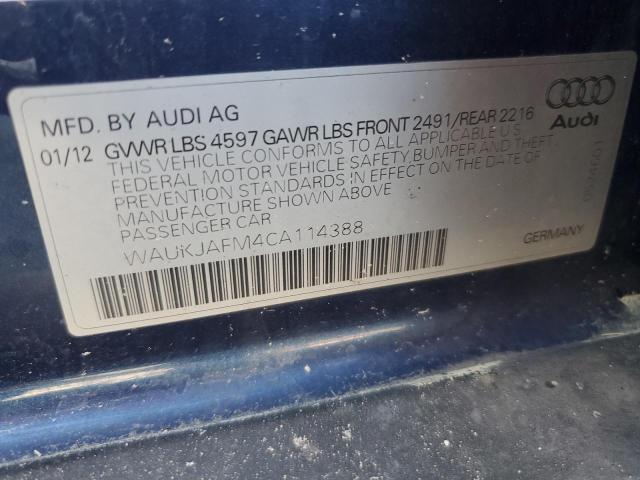 MFD. BY AUDI AG
01/12 GVWR LBS 4597 GAWR LBS FRONT 2491/REAR 2216
THIS VEHICLE CONFORMS TO ALL APPLICABLE U.S.
FEDERAL MOTOR VEHICLE SAFETY, BUMPER AND THEFT
PREVENTION STANDARDS IN EFFECT ON THE DATE OF
MANUFACTURE SHOWN ABOVE
PASSENGER CAR
WAUKJAFM4CA114388
Audi
GERMANY